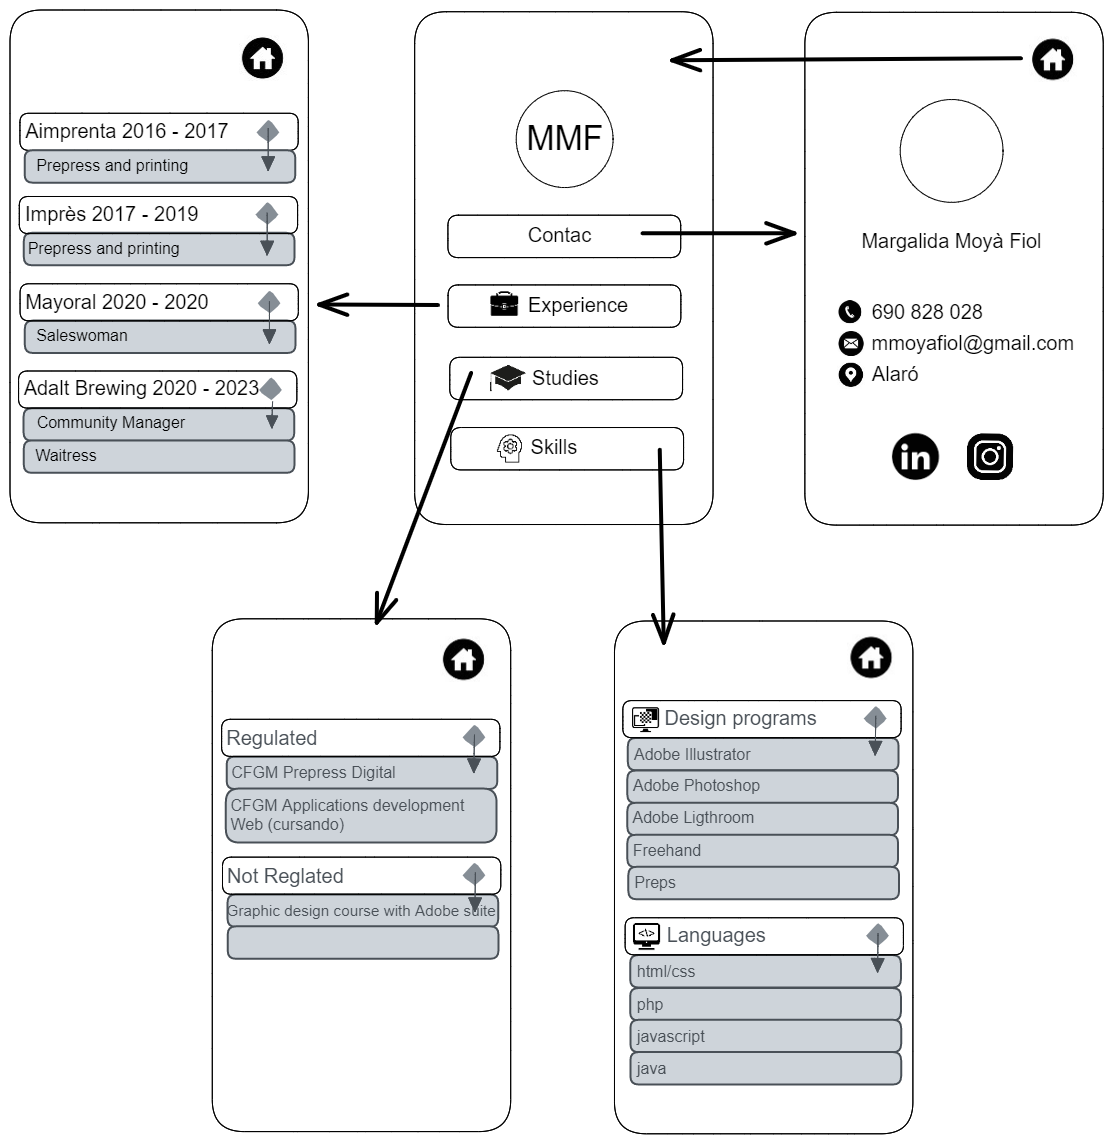 Aimprenta 2016 - 2017
Prepress and printing
Imprès 2017 - 2019
Prepress and printing
Mayoral 2020 - 2020
Saleswoman
Adalt Brewing 2020 - 2023
Community Manager
Waitress
MMF
Contac
Experience
Studies
Skills
Margalida Moyà Fiol
690 828 028
mmoyafiol@gmail.com
Alaró
in
Regulated
CFGM Prepress Digital
CFGM Applications development
Web (cursando)
Not Reglated
Graphic design course with Adobe suite
Design programs
Adobe Illustrator
Adobe Photoshop
Adobe Ligthroom
Freehand
Preps
Languages
html/css
php
javascript
java